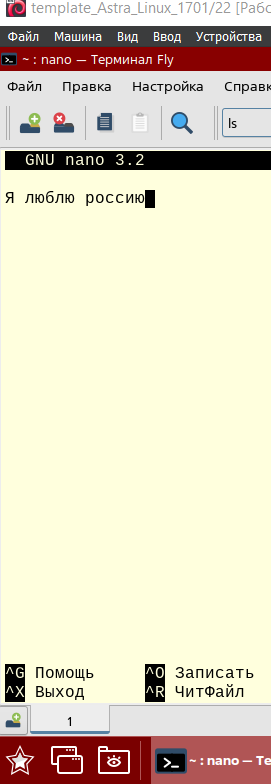 template_Astra_Linux_1701/22 [Рабо
Файл Машина Вид Ввод Устройства
~ : nano — Терминал Fly
Файл Правка Настройка Справк
ls
GNU nano 3.2
Я люблю россию
^G Помощь ^O Записать
^X Выход ^R ЧитФайл
1
~ : nano — Те